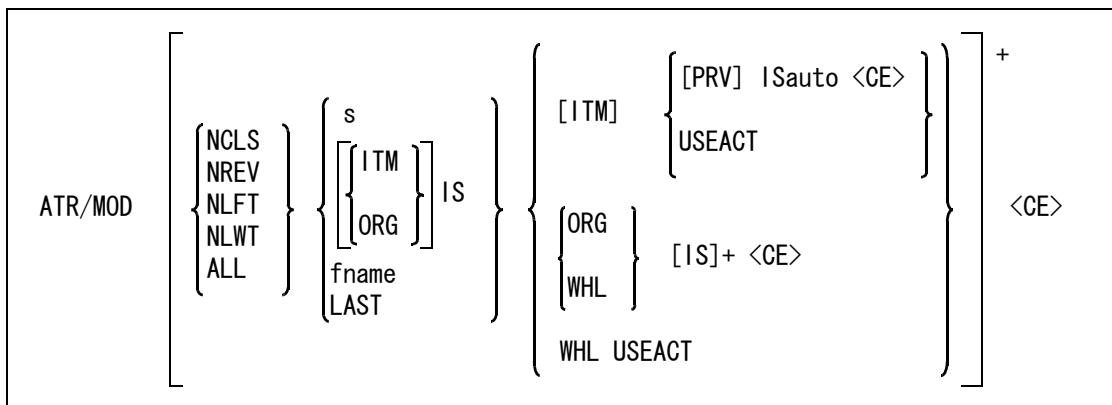 +
[PRV] ISauto <CE>
s
[ITM]
NCLS
USEACT
ITM
NREV
IS
ATR/MOD
NLFT
<CE>
ORG
NLWT
ORG
[IS]+ <CE>
ALL
fname
WHL
LAST
WHL USEACT